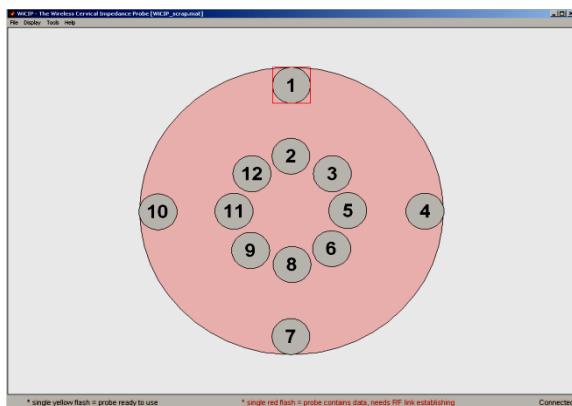 WiCIP - The Wireless Cervical Impedance Probe [WiCIP_scrap.mat]
File Display Tools Help
1
2
12 3
10 11 5 4
9 6
8
7
* single yellow flash = probe ready to use * single red flash = probe contains data, needs RF link establishing Connected